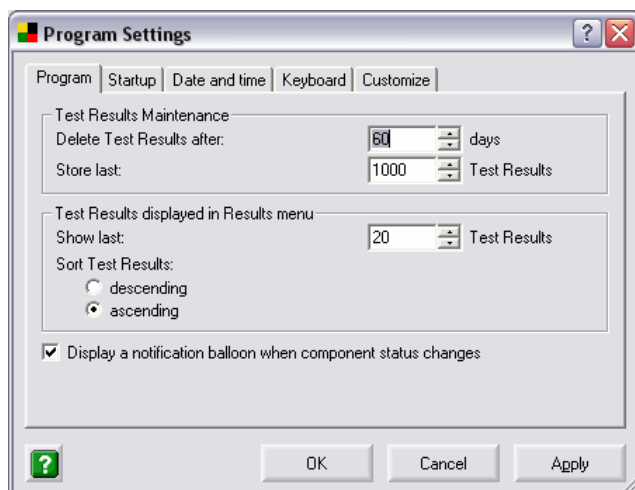 Program Settings
Program Startup Date and time Keyboard Customize
Test Results Maintenance
Delete Test Results after: 60 days
Store last: 1000 Test Results
Test Results displayed in Results menu
Show last: 20 Test Results
Sort Test Results:
descending
ascending
Display a notification balloon when component status changes
OK Cancel Apply